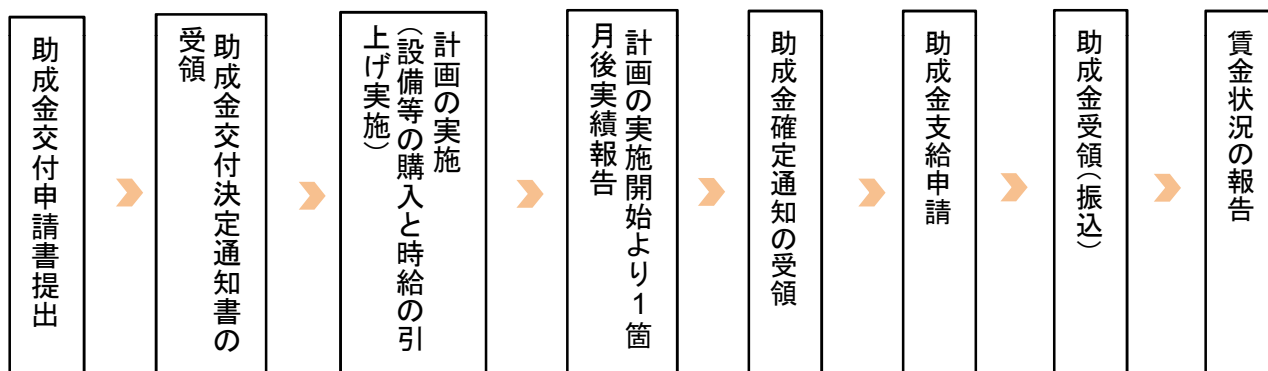 助成金交付申請書提出
助成金交付決定通知書の
受領
計画の実施
（設備等の購入と時給の引
上げ実施）
計画の実施開始より1箇
月後実績報告
助成金確定通知の受領
助成金支給申請
助成金受領（振込）
賃金状況の報告